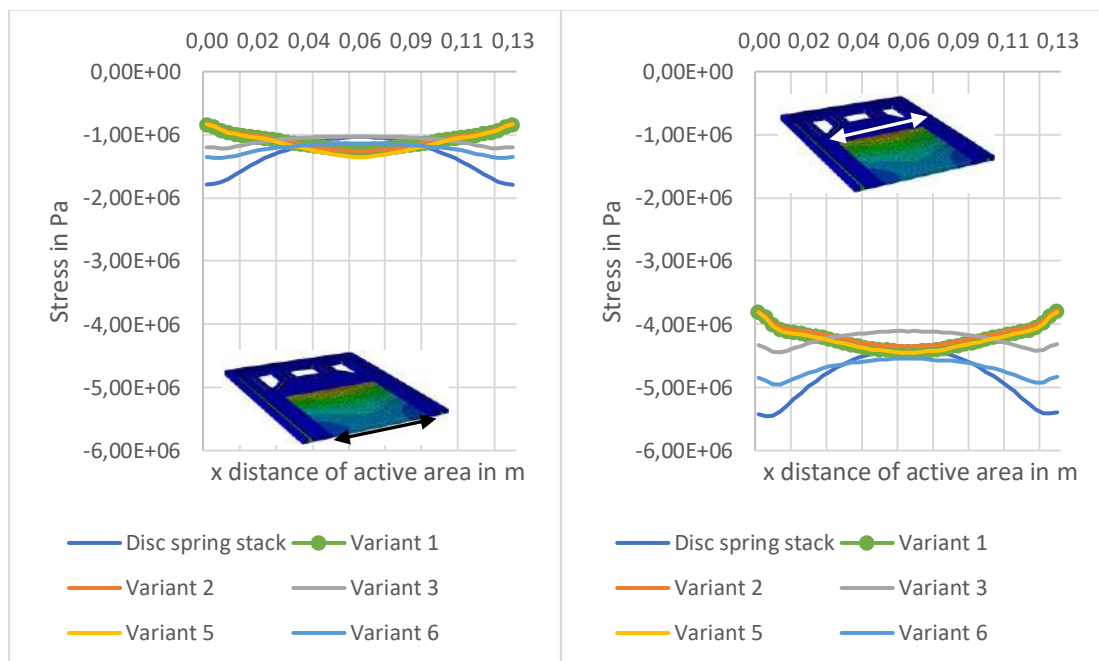 0,00 0,02 0,04 0,06 0,09 0,11 0,13
0,00E+00
-1,00E+06
-2,00E+06
-3,00E+06
-4,00E+06
-5,00E+06
-6,00E+06
Stress in Pa
x distance of active area in m
Disc spring stack
Variant 1
Variant 2
Variant 3
Variant 5
Variant 6
0,00 0,02 0,04 0,06 0,09 0,11 0,13
0,00E+00
-1,00E+06
-2,00E+06
-3,00E+06
-4,00E+06
-5,00E+06
-6,00E+06
Stress in Pa
x distance of active area in m
Disc spring stack
Variant 1
Variant 2
Variant 3
Variant 5
Variant 6